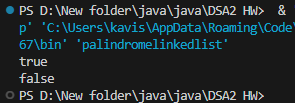 PS D:\New folder\java\java\DSA2 HW>  &
p' 'C:\Users\kavis\AppData\Roaming\Code\
67\bin' 'palindromelinkedlist'
true
false
PS D:\New folder\java\java\DSA2 HW>